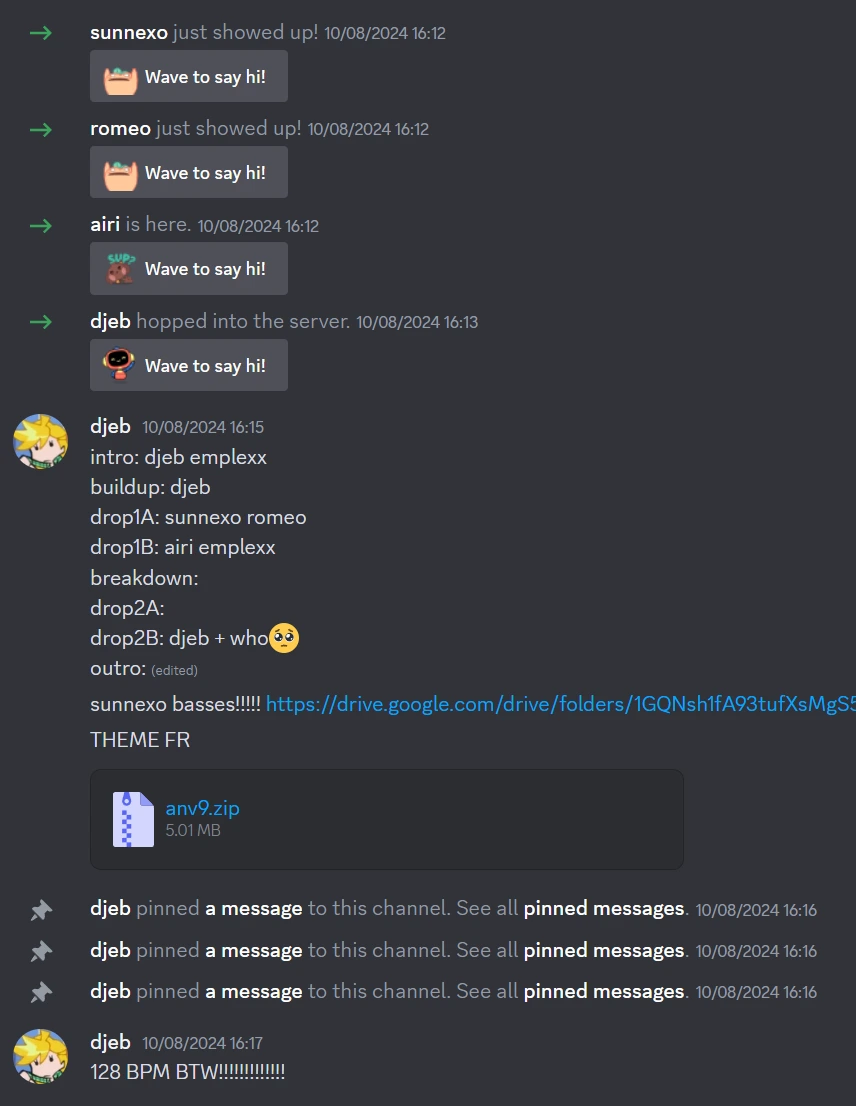 sunnexo just showed up! 10/08/2024 16:12
Wave to say hi!
romeo just showed up! 10/08/2024 16:12
Wave to say hi!
airi is here. 10/08/2024 16:12
SUP?
Wave to say hi!
djeb hopped into the server. 10/08/2024 16:13
Wave to say hi!
djeb 10/08/2024 16:15
intro: djeb emplexx
buildup: djeb
drop1A: sunnexo romeo
drop1B: airi emplexx
breakdown:
drop2A:
drop2B: djeb + who🥺
outro: (edited)
sunnexo basses!!!!! https://drive.google.com/drive/folders/1GQNsh1fA93tufXsMgS5
THEME FR
anv9.zip
5.01 MB
djeb pinned a message to this channel. See all pinned messages. 10/08/2024 16:16
djeb pinned a message to this channel. See all pinned messages. 10/08/2024 16:16
djeb pinned a message to this channel. See all pinned messages. 10/08/2024 16:16
djeb 10/08/2024 16:17
128 BPM BTW!!!!!!!!!!!!!